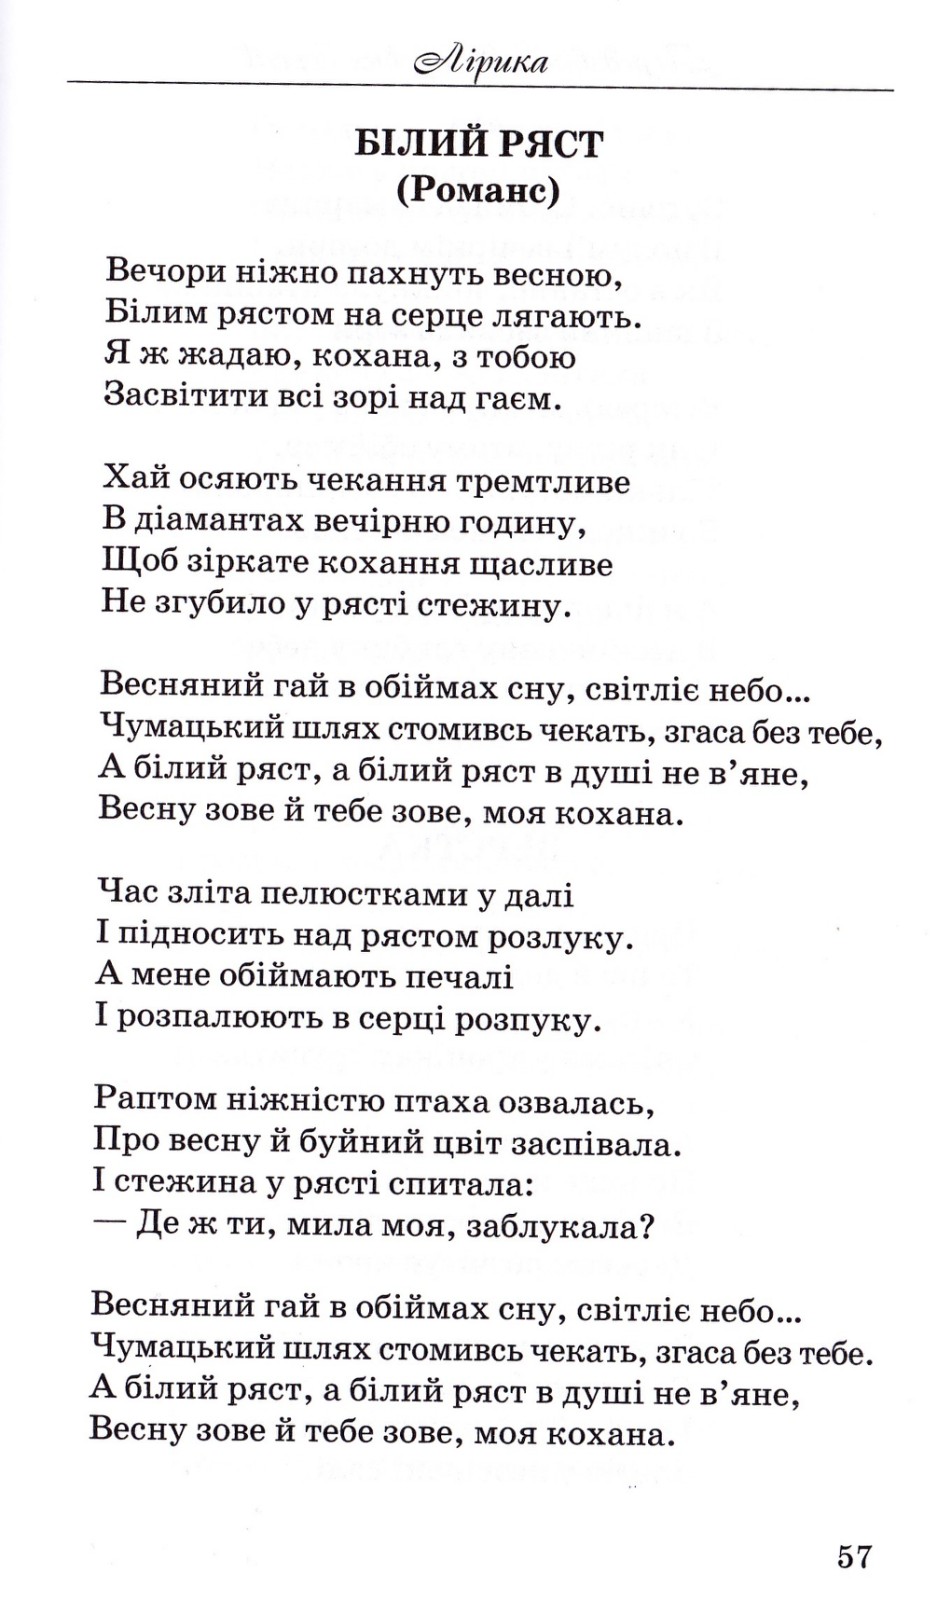 Лірика
БІЛИЙ РЯСТ
(Романс)
Вечори ніжно пахнуть весною,
Білим рястом на серце лягають.
Я ж жадаю, кохана, з тобою
Засвітити всі зорі над гаєм.
Хай осяють чекання тремтливе
В діамантах вечірню годину,
Щоб зіркате кохання щасливе
Не згубило у рясті стежину.
Весняний гай в обіймах сну, світліє небо...
Чумацький шлях стомивсь чекать, згаса без тебе,
А білий ряст, а білий ряст в душі не в’яне,
Весну зове й тебе зове, моя кохана.
Час зліта пелюстками у далі
І підносить над рястом розлуку.
А мене обіймають печалі
І розпалюють в серці розпуку.
Раптом ніжністю птаха озвалась,
Про весну й буйний цвіт заспівала.
І стежина у рясті спитала:
— Де ж ти, мила моя, заблукала?
Весняний гай в обіймах сну, світліє небо...
Чумацький шлях стомивсь чекать, згаса без тебе.
А білий ряст, а білий ряст в душі не в’яне,
Весну зове й тебе зове, моя кохана.
57